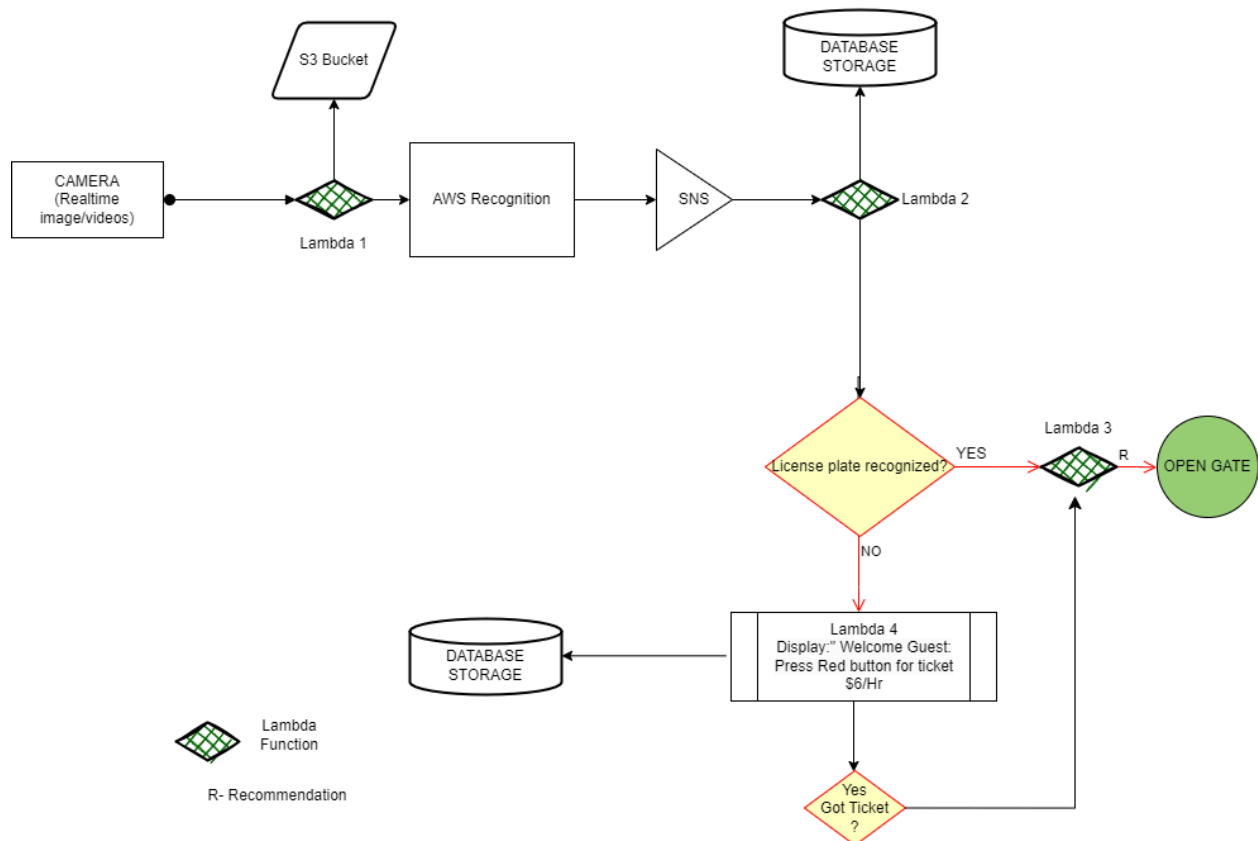 S3 Bucket
DATABASE
STORAGE
CAMERA
(Realtime
image/videos)
Lambda 1
AWS Recognition
SNS
Lambda 2
License plate recognized?
YES
Lambda 3
R
OPEN GATE
NO
Lambda 4
Display:" Welcome Guest:
Press Red button for ticket
$6/Hr
DATABASE
STORAGE
Lambda
Function
R- Recommendation
Yes
Got Ticket
?